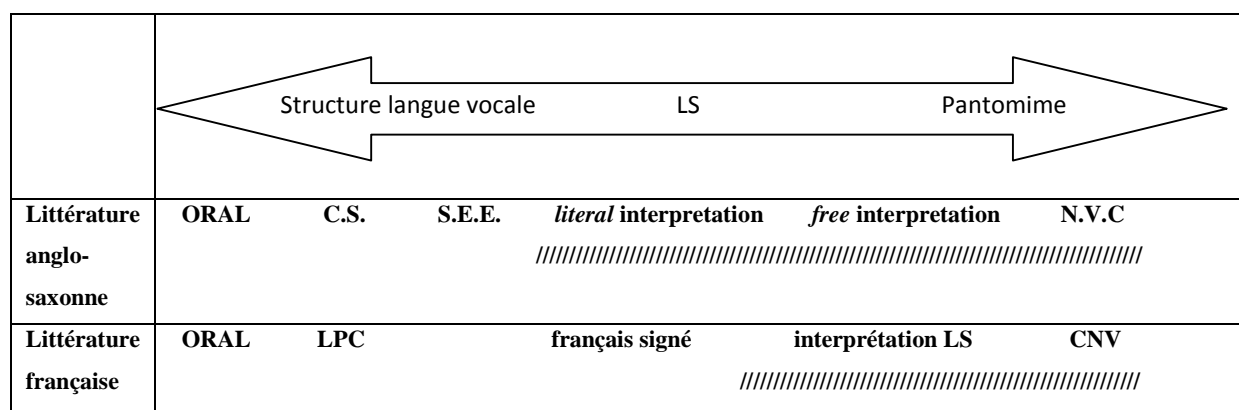 Structure langue vocale LS Pantomime
Littérature anglo-saxonne ORAL C.S. S.E.E. literal interpretation free interpretation N.V.C
////////////////////////////////////////////////////////////////////////////////////////////
Littérature française ORAL LPC français signé interprétation LS CNV
////////////////////////////////////////////////////////////